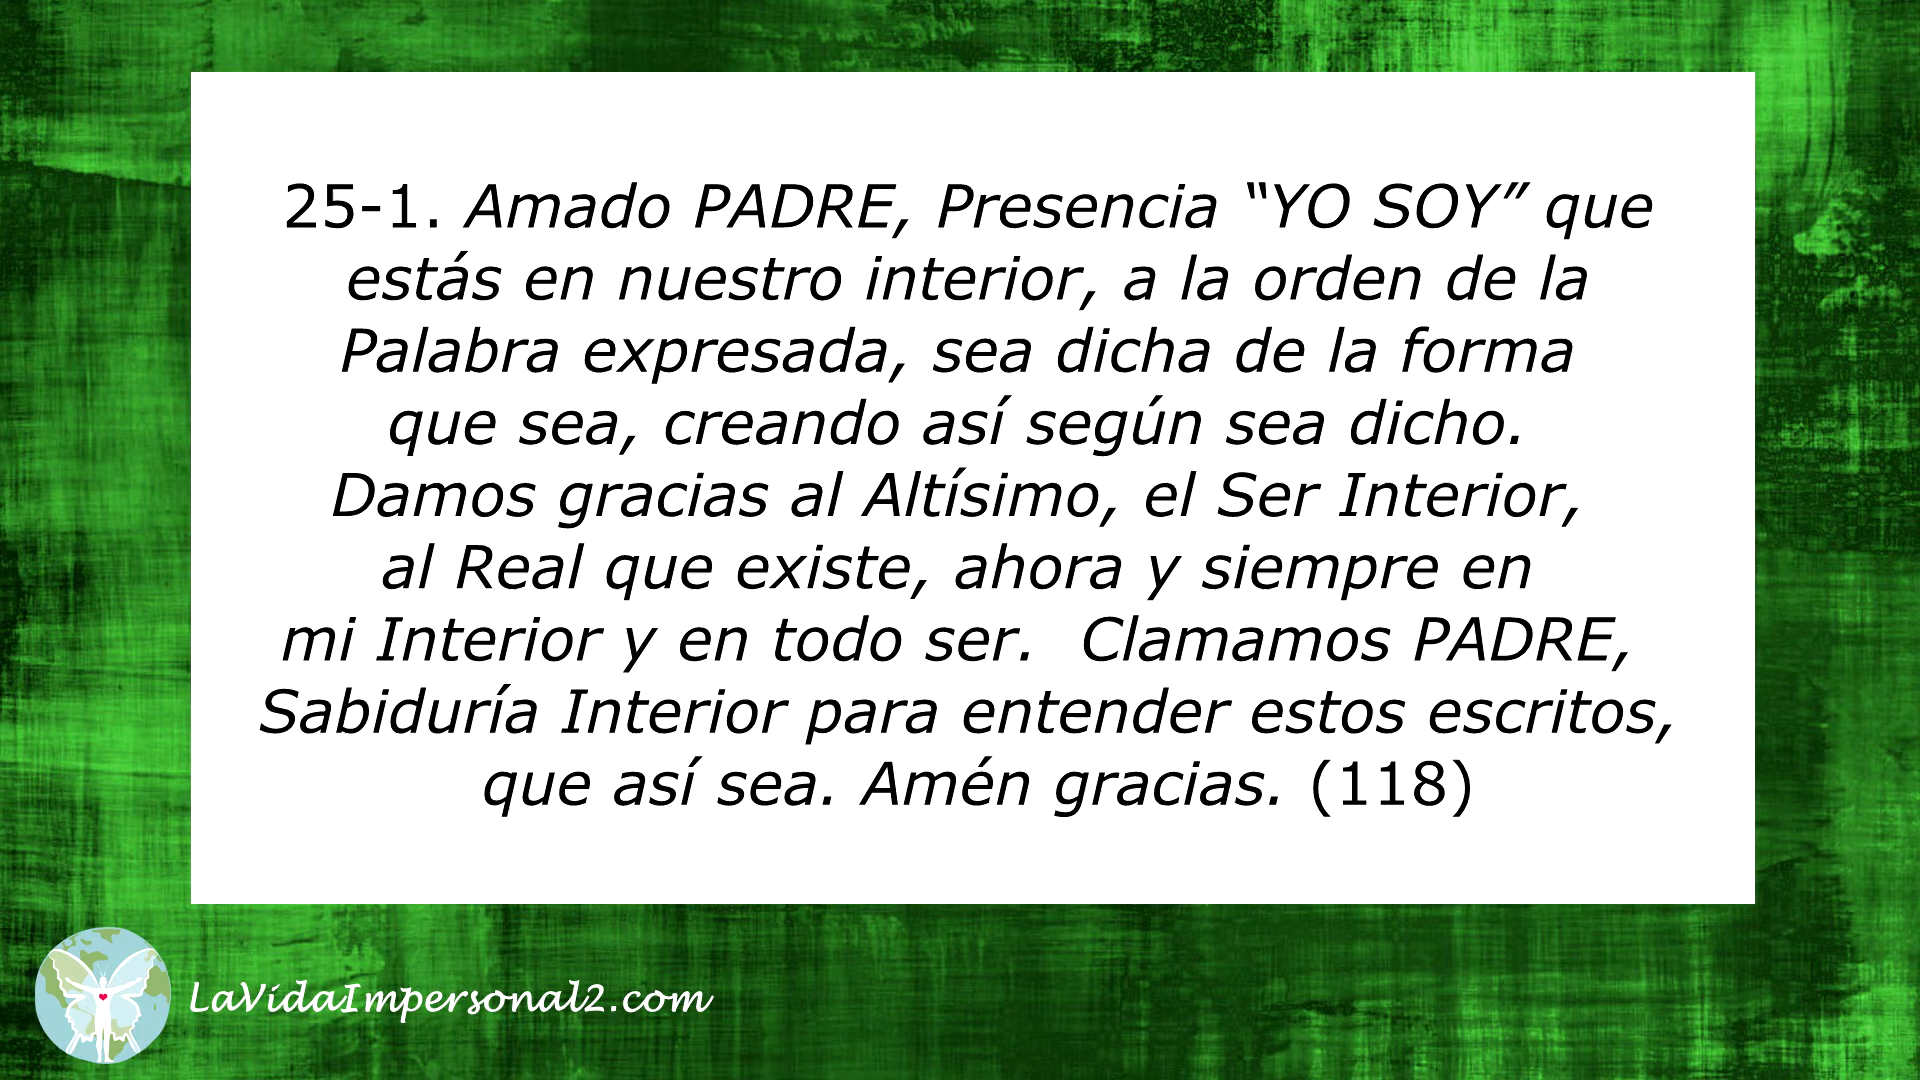 25-1. Amado PADRE, Presencia “YO SOY” que
estás en nuestro interior, a la orden de la
Palabra expresada, sea dicha de la forma
que sea, creando así según sea dicho.
Damos gracias al Altísimo, el Ser Interior,
al Real que existe, ahora y siempre en
mi Interior y en todo ser.  Clamamos PADRE,
Sabiduría Interior para entender estos escritos,
que así sea. Amén gracias. (118)
LaVidaImpersonal2.com